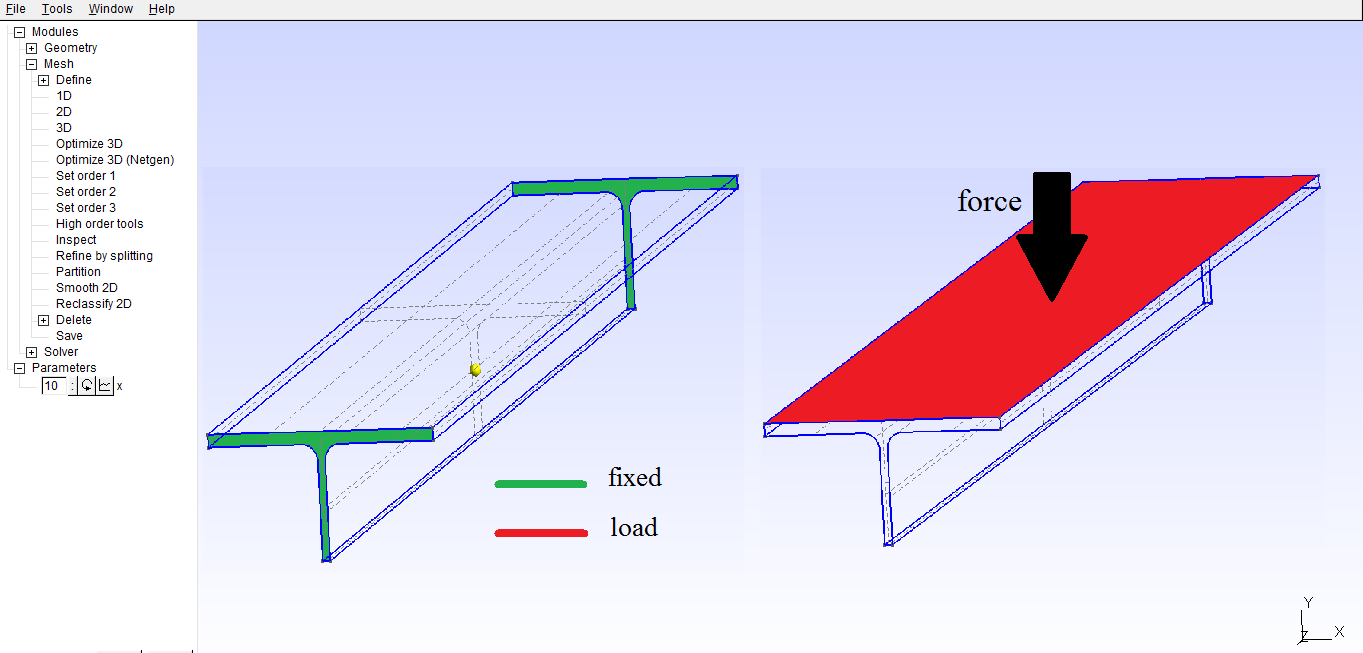 File Tools Window Help
Modules
Geometry
Mesh
Define
1D
2D
3D
Optimize 3D
Optimize 3D (Netgen)
Set order 1
Set order 2
Set order 3
High order tools
Inspect
Refine by splitting
Partition
Smooth 2D
Reclassify 2D
Delete
Save
Solver
Parameters
10 : x
force
fixed
load
Y
X
Z